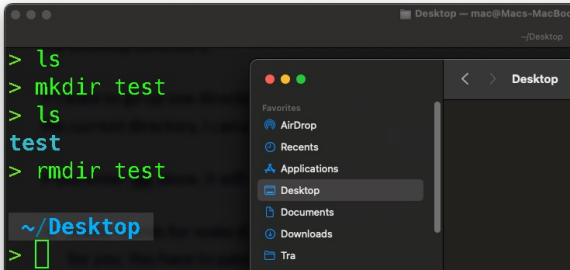 Desktop — mac@Macs-MacBoo
~/Desktop
> ls
> mkdir test
> ls
test
> rmdir test
~/Desktop
>
< > Desktop
Favorites
AirDrop
Recents
Applications
Desktop
Documents
Downloads
Tra